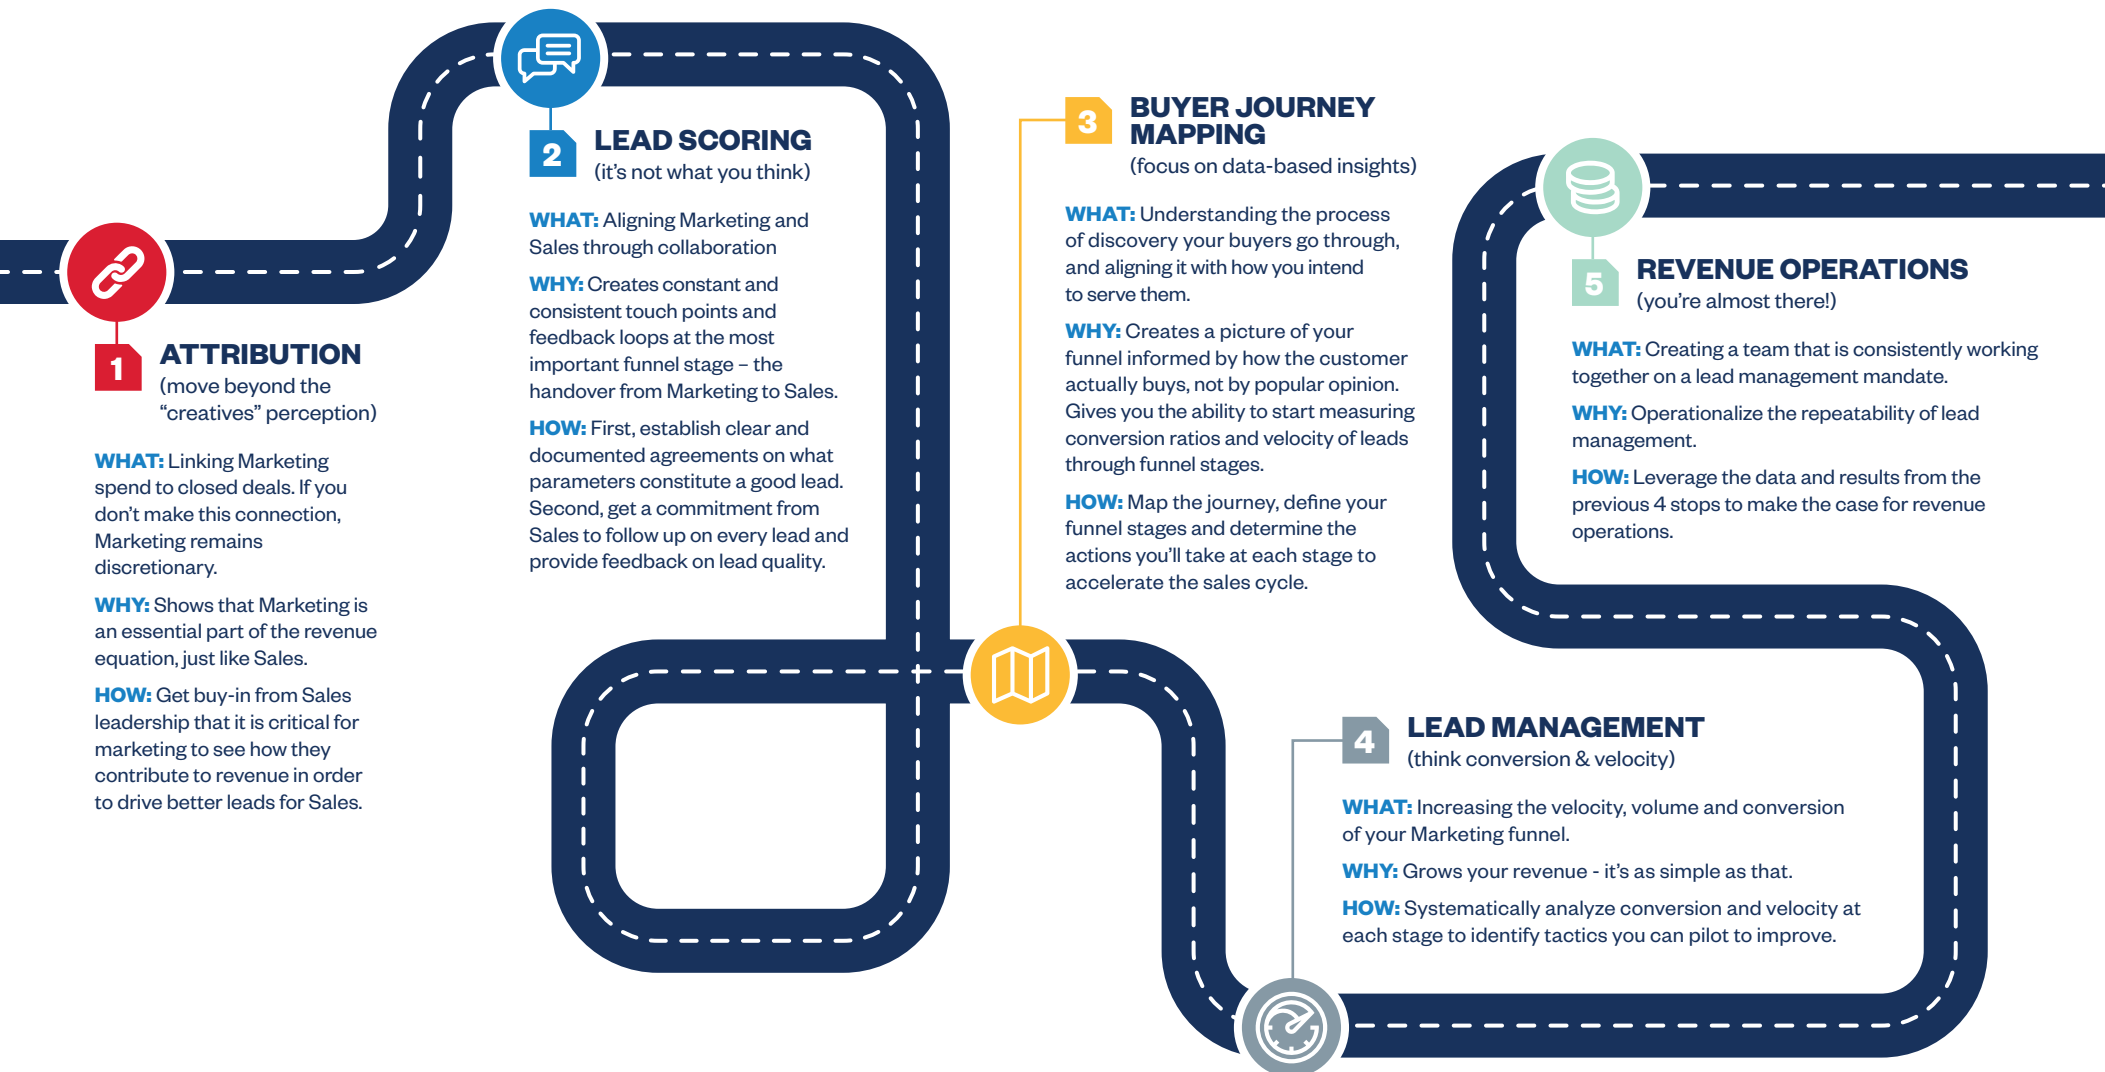 1
ATTRIBUTION
(move beyond the
“creatives” perception)
WHAT: Linking Marketing
spend to closed deals. If you
don’t make this connection,
Marketing remains
discretionary.
WHY: Shows that Marketing is
an essential part of the revenue
equation, just like Sales.
HOW: Get buy-in from Sales
leadership that it is critical for
marketing to see how they
contribute to revenue in order
to drive better leads for Sales.
2
LEAD SCORING
(it’s not what you think)
WHAT: Aligning Marketing and
Sales through collaboration
WHY: Creates constant and
consistent touch points and
feedback loops at the most
important funnel stage – the
handover from Marketing to Sales.
HOW: First, establish clear and
documented agreements on what
parameters constitute a good lead.
Second, get a commitment from
Sales to follow up on every lead and
provide feedback on lead quality.
3
BUYER JOURNEY
MAPPING
(focus on data-based insights)
WHAT: Understanding the process
of discovery your buyers go through,
and aligning it with how you intend
to serve them.
WHY: Creates a picture of your
funnel informed by how the customer
actually buys, not by popular opinion.
Gives you the ability to start measuring
conversion ratios and velocity of leads
through funnel stages.
HOW: Map the journey, define your
funnel stages and determine the
actions you’ll take at each stage to
accelerate the sales cycle.
4
LEAD MANAGEMENT
(think conversion & velocity)
WHAT: Increasing the velocity, volume and conversion
of your Marketing funnel.
WHY: Grows your revenue - it’s as simple as that.
HOW: Systematically analyze conversion and velocity at
each stage to identify tactics you can pilot to improve.
5
REVENUE OPERATIONS
(you’re almost there!)
WHAT: Creating a team that is consistently working
together on a lead management mandate.
WHY: Operationalize the repeatability of lead
management.
HOW: Leverage the data and results from the
previous 4 stops to make the case for revenue
operations.